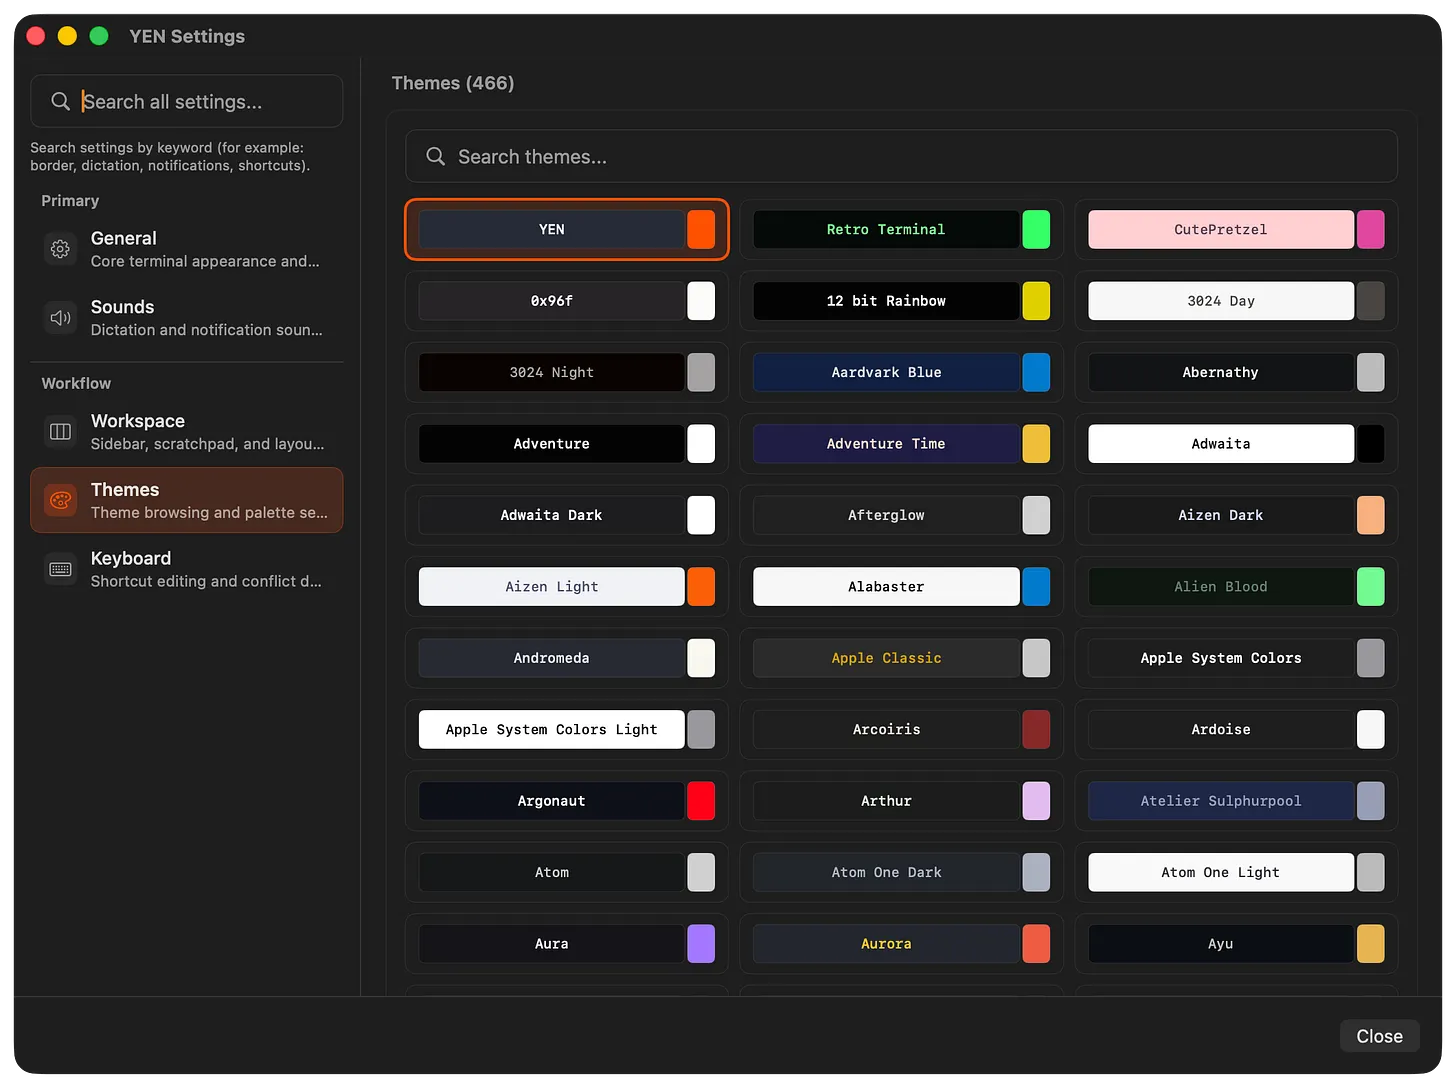 YEN Settings
Search all settings...
Search settings by keyword (for example:
border, dictation, notifications, shortcuts).
Primary
General
Core terminal appearance and...
Sounds
Dictation and notification soun...
Workflow
Workspace
Sidebar, scratchpad, and layou...
Themes
Theme browsing and palette se...
Keyboard
Shortcut editing and conflict d...
Themes (466)
Search themes...
YEN
Retro Terminal
CutePretzel
0x96f
12 bit Rainbow
3024 Day
3024 Night
Aardvark Blue
Abernathy
Adventure
Adventure Time
Adwaita
Adwaita Dark
Afterglow
Aizen Dark
Aizen Light
Alabaster
Alien Blood
Andromeda
Apple Classic
Apple System Colors
Apple System Colors Light
Arcoiris
Ardoise
Argonaut
Arthur
Atelier Sulphurpool
Atom
Atom One Dark
Atom One Light
Aura
Aurora
Ayu
Close